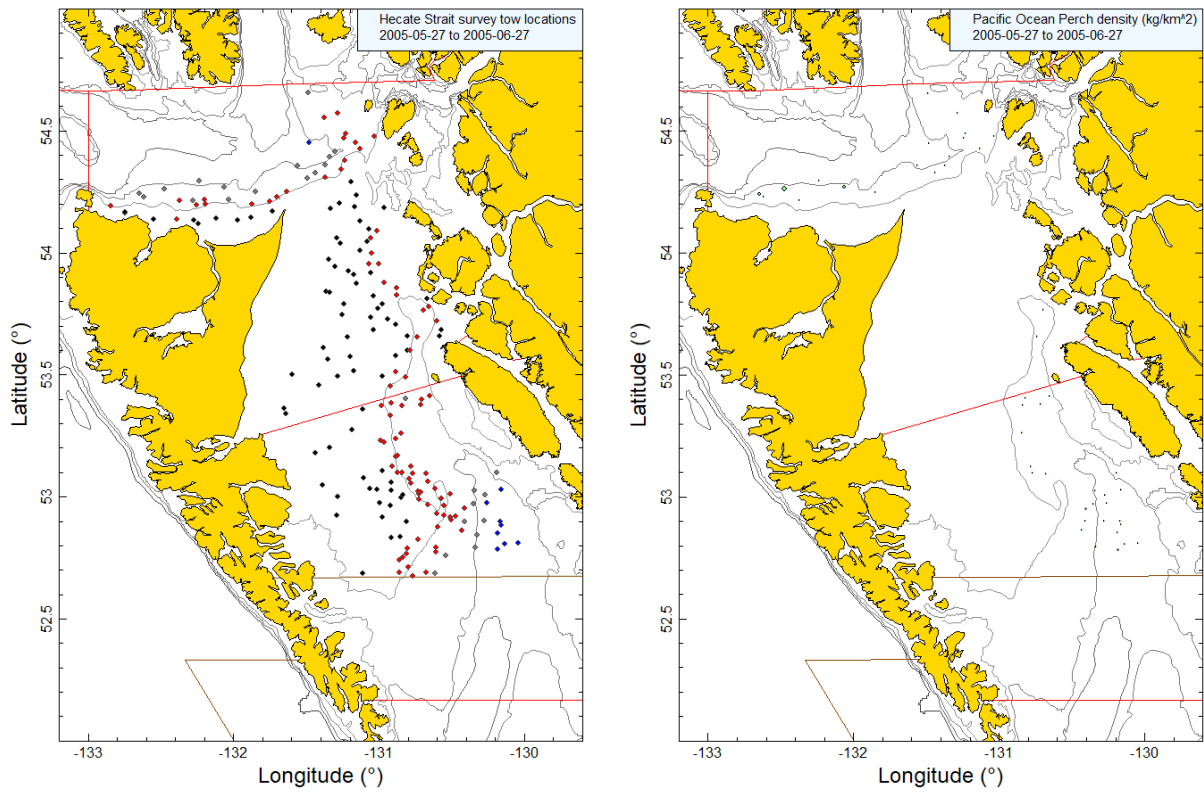 Hecate Strait survey tow locations
2005-05-27 to 2005-06-27
Latitude (°)
54.5
54
53.5
53
52.5
-133
-132
-131
-130
Longitude (°)
Pacific Ocean Perch density (kg/km^2)
2005-05-27 to 2005-06-27
Latitude (°)
54.5
54
53.5
53
52.5
-133
-132
-131
-130
Longitude (°)